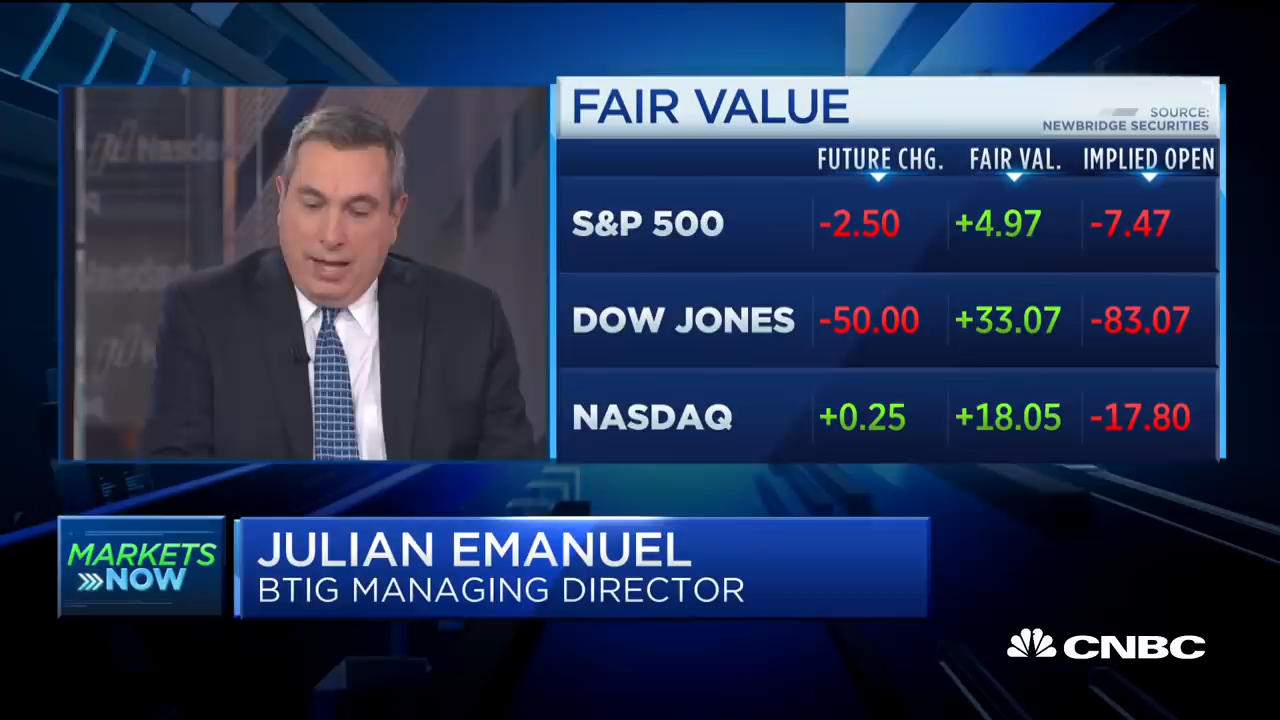 Nasdaq
Nasdaq
FAIR VALUE
SOURCE:
NEWBRIDGE SECURITIES
FUTURE CHG. FAIR VAL. IMPLIED OPEN
S&P 500 -2.50 +4.97 -7.47
DOW JONES -50.00 +33.07 -83.07
NASDAQ +0.25 +18.05 -17.80
MARKETS
NOW
JULIAN EMANUEL
BTIG MANAGING DIRECTOR
CNBC